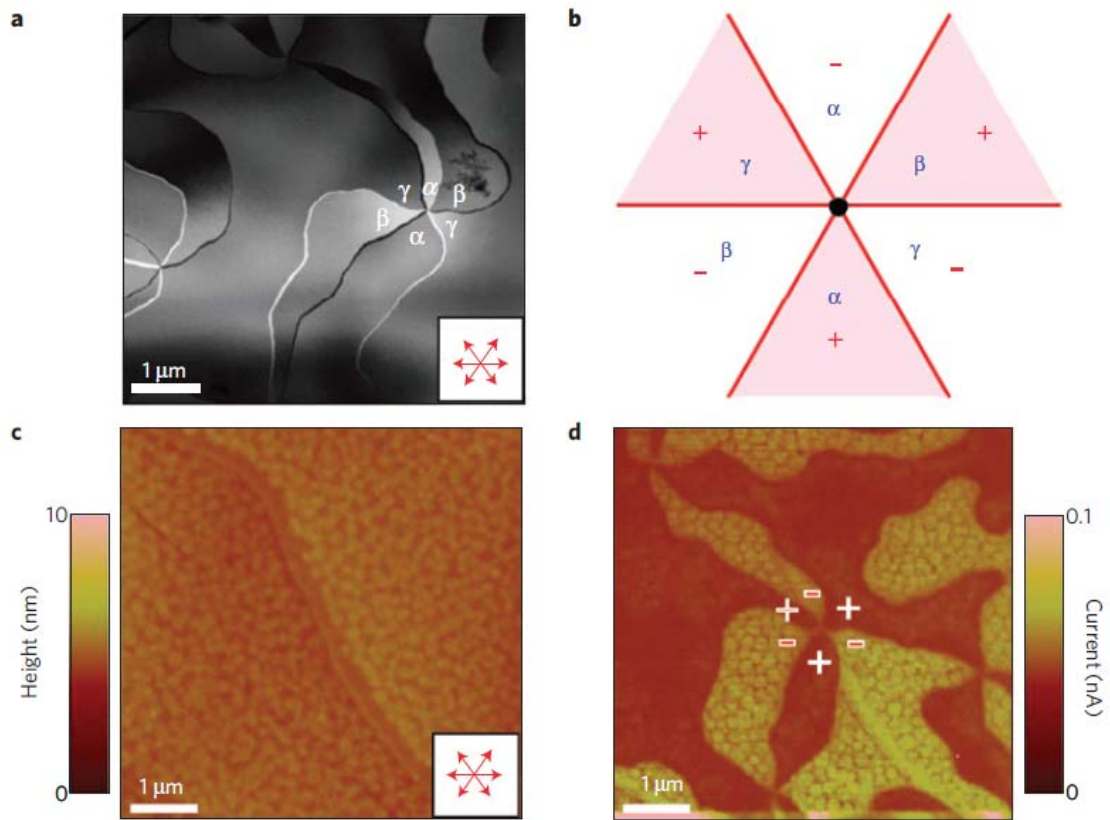 a
γ α β
β α γ
1 μm
b
−
α
+ +
γ β
β γ
− −
α
+
c
10
Height (nm)
0
1 μm
d
−
+ +
− −
+
1 μm
0.1
Current (nA)
0